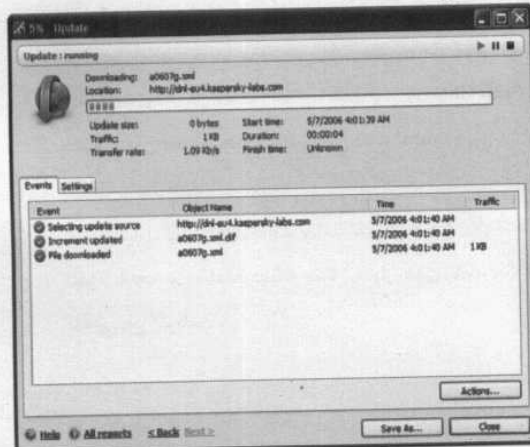 5% Update
Update : running
Downloading: a0607g.xml
Location: http://dnl-eu4.kaspersky-labs.com
Update size: 0 bytes Start time: 5/7/2006 4:01:39 AM
Traffic: 1 KB Duration: 00:00:04
Transfer rate: 1.09 Kb/s Finish time: Unknown
Events Settings
Event Object Name Time Traffic
Selecting update source http://dnl-eu4.kaspersky-labs.com 5/7/2006 4:01:40 AM
Increment updated a0607g.xml.dif 5/7/2006 4:01:40 AM
File downloaded a0607g.xml 5/7/2006 4:01:40 AM 1 KB
Actions...
Help All reports < Back Next > Save As... Close